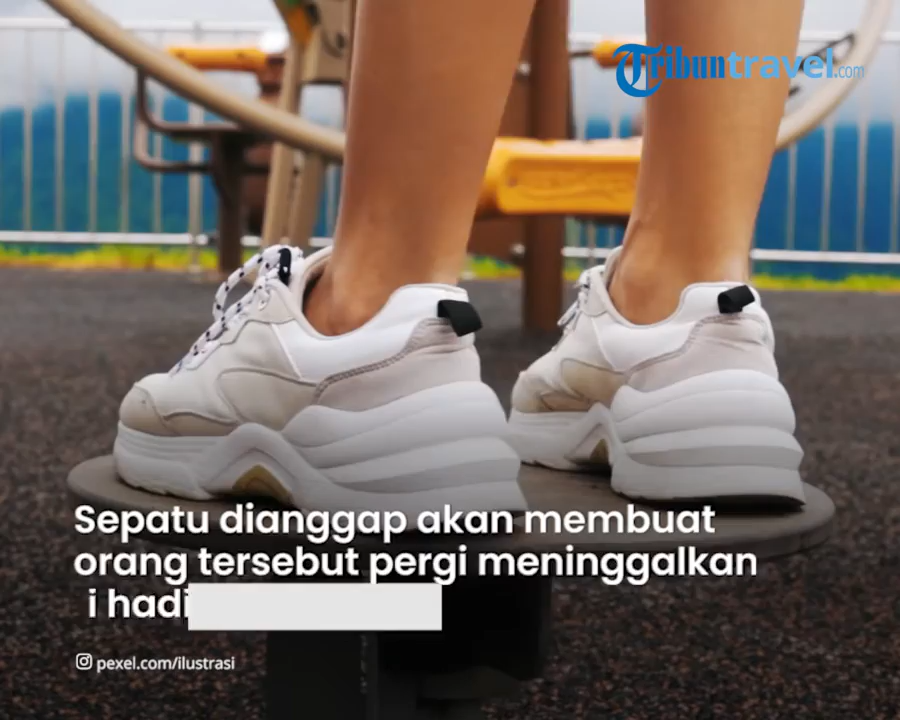 Tribuntravel.com
Sepatu dianggap akan membuat
orang tersebut pergi meninggalkan
i hadi
pexel.com/ilustrasi